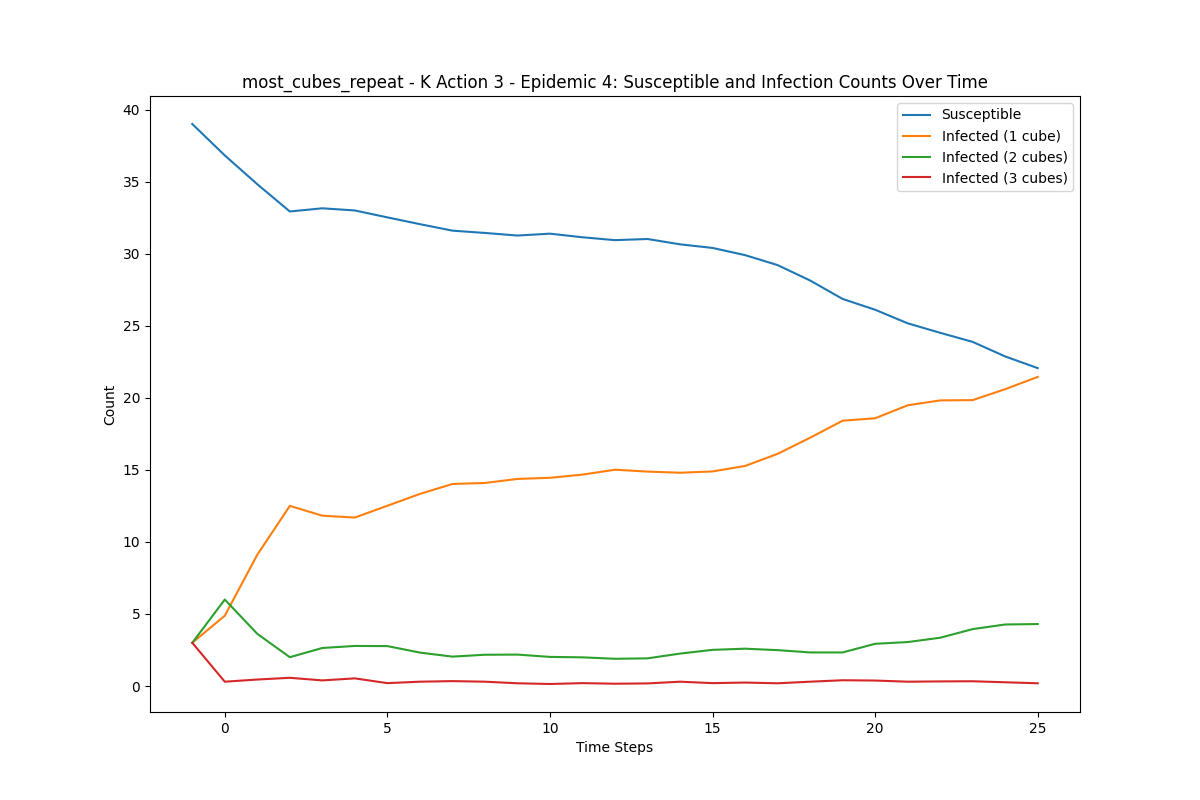 most_cubes_repeat - K Action 3 - Epidemic 4: Susceptible and Infection Counts Over Time
Susceptible
Infected (1 cube)
Infected (2 cubes)
Infected (3 cubes)
Count
40
35
30
25
20
15
10
5
0
0 5 10 15 20 25
Time Steps